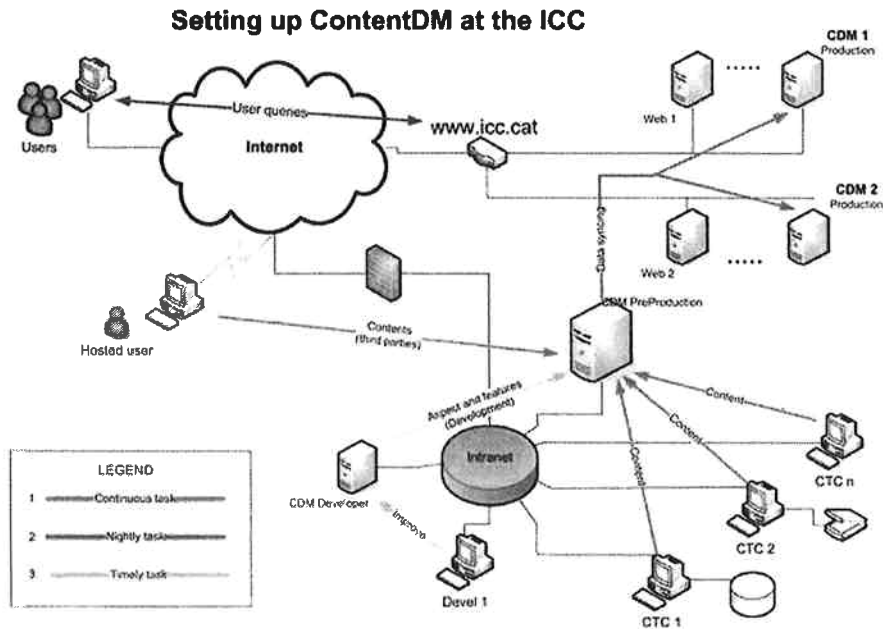 Setting up ContentDM at the ICC
CDM 1
Production
User queries
www.icc.cat
Web 1
Users
Internet
CDM 2
Production
Data syncing
Web 2
CDM PreProduction
Contents
(third parties)
Hosted user
Aspect and features
(Development)
Content
Content
Content
Intranet
LEGEND
1 Continuous task
2 Nightly task
3 Timely task
CDM Developer
Improve
Devel 1
CTC n
CTC 2
CTC 1